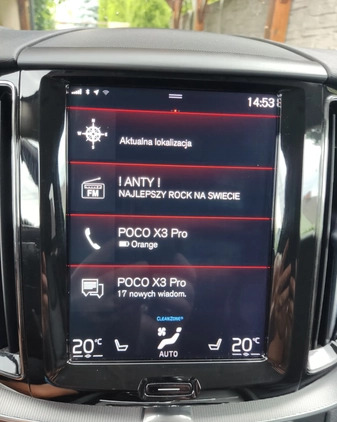 14:53
Aktualna lokalizacja
! ANTY !
FM
NAJLEPSZY ROCK NA SWIECIE
POCO X3 Pro
Orange
POCO X3 Pro
17 nowych wiadom.
CLEANZONE®
20°C
AUTO
20°C